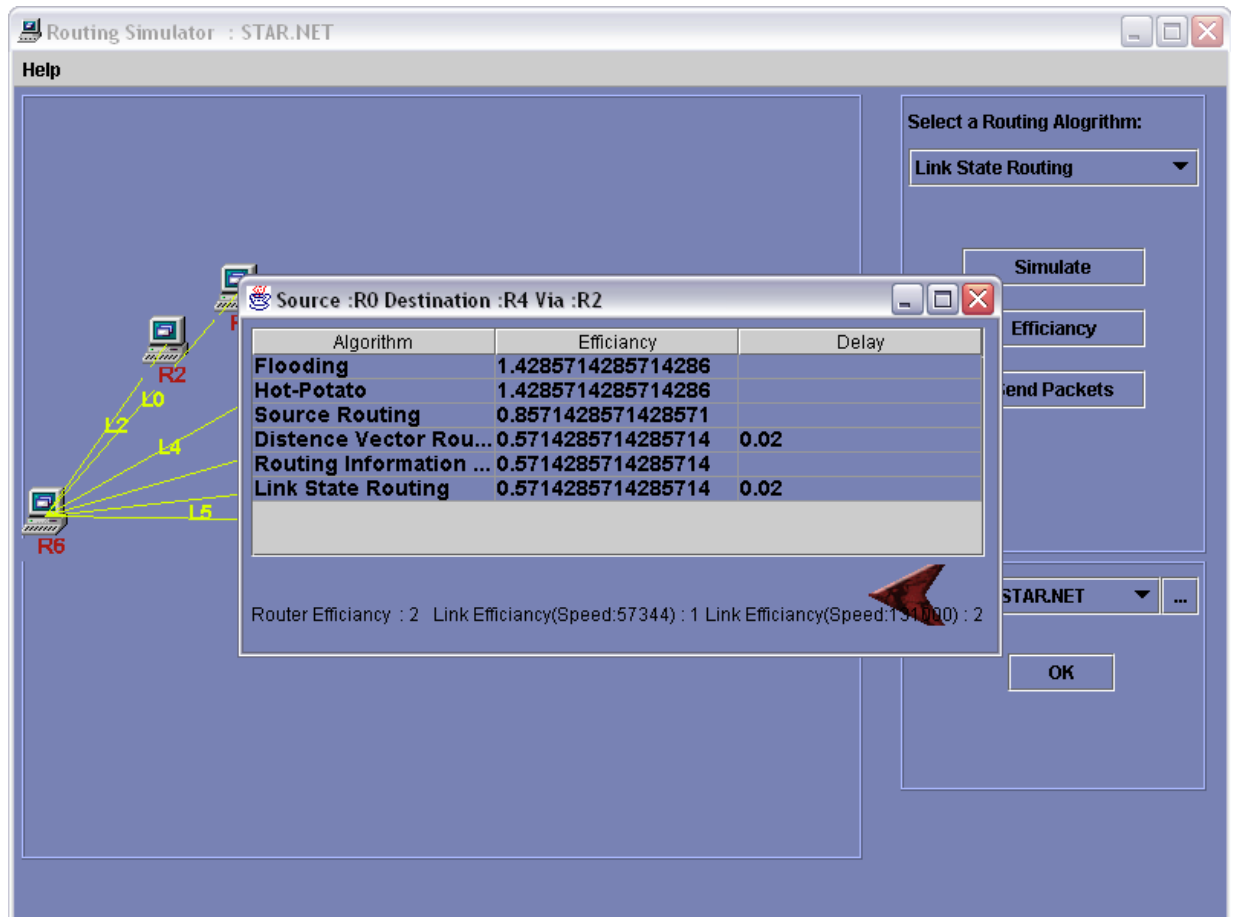 Routing Simulator : STAR.NET
Help
Select a Routing Alogrithm:
Link State Routing
Simulate
Efficiancy
end Packets
R2
L0
L2
L4
L5
R6
Source :R0 Destination :R4 Via :R2
Algorithm Efficiancy Delay
Flooding 1.4285714285714286
Hot-Potato 1.4285714285714286
Source Routing 0.8571428571428571
Distence Vector Rou... 0.5714285714285714 0.02
Routing Information ... 0.5714285714285714
Link State Routing 0.5714285714285714 0.02
Router Efficiancy : 2 Link Efficiancy(Speed:57344) : 1 Link Efficiancy(Speed:131000) : 2
STAR.NET
...
OK